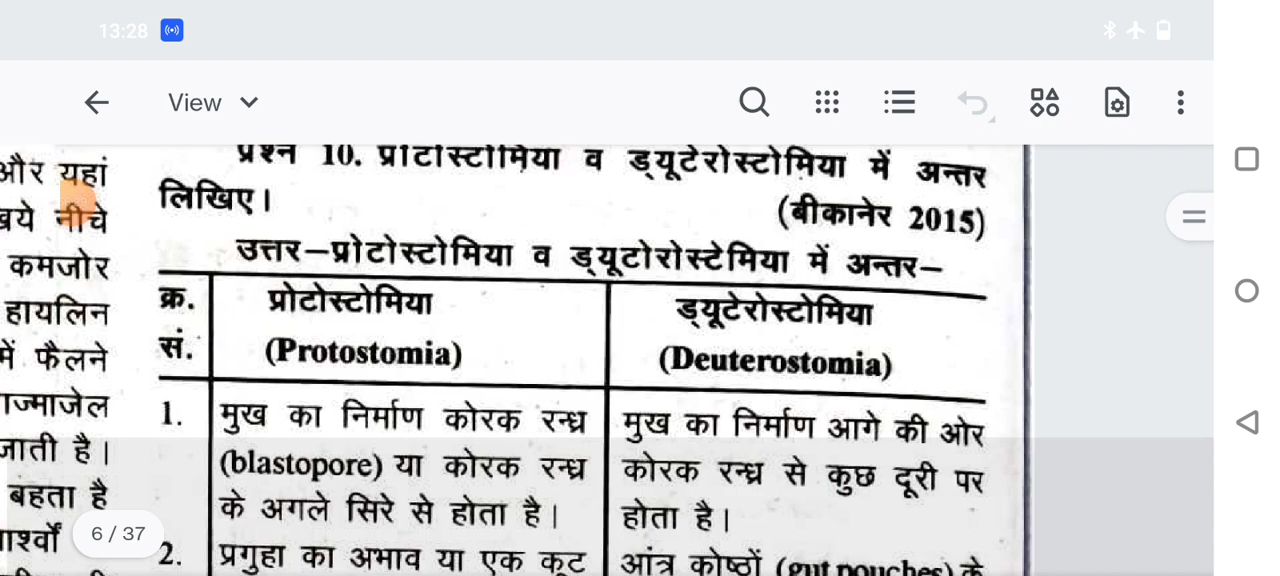 13:28
View
और यहां
खये नीचे
कमजोर
हायलिन
में फैलने
जाती है।
बहता है
6 / 37
प्रश्न 10. प्रोटोस्टोमिया व ड्यूटेरोस्टोमिया में अन्तर
लिखिए।
(बीकानेर 2015)
उत्तर–प्रोटोस्टोमिया व ड्यूटोरोस्टेमिया में अन्तर–
क्र. सं.
प्रोटोस्टोमिया
(Protostomia)
ड्यूटेरोस्टोमिया
(Deuterostomia)
1.
मुख का निर्माण कोरक रन्ध्र
(blastopore) या कोरक रन्ध्र
के अगले सिरे से होता है।
मुख का निर्माण आगे की ओर
कोरक रन्ध्र से कुछ दूरी पर
होता है।
2.
प्रगुहा का अभाव या एक कूट
आंत्र कोष्ठों (gut pouches) के